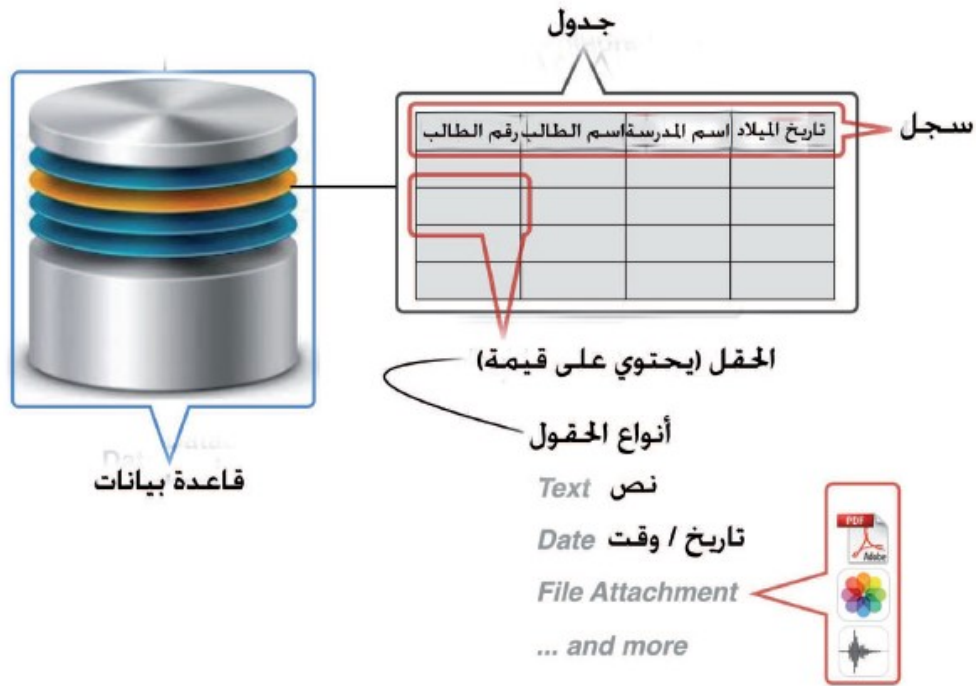 جدول
سجل
تاريخ الميلاد
اسم المدرسة
اسم الطالب
رقم الطالب
الحقل (يحتوي على قيمة)
أنواع الحقول
قاعدة بيانات
Text نص
Date تاريخ / وقت
PDF
Adobe
File Attachment
... and more